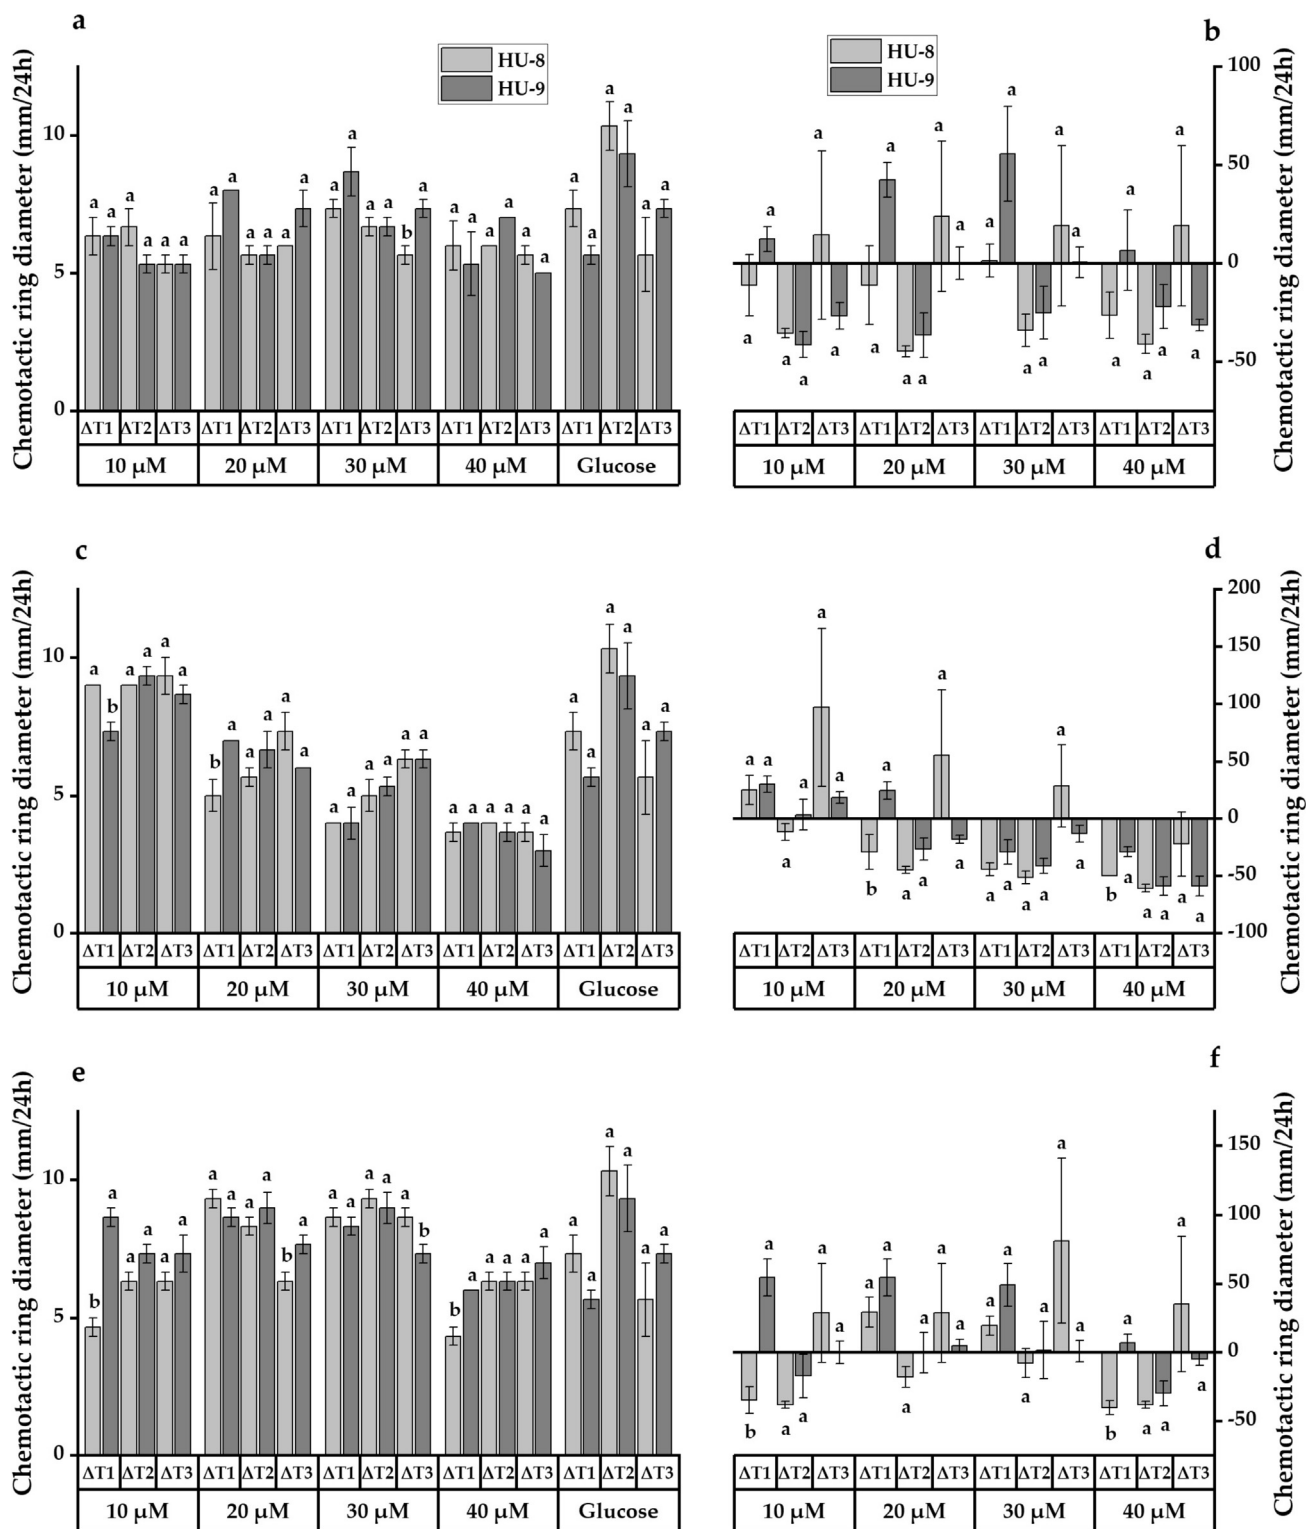 a
b
HU-8
HU-9
HU-8
HU-9
Chemotactic ring diameter (mm/24h)
10
5
0
a a a a a a
a a a a a a
a a a a b a
a a a a a a
a a a a a a
ΔT1 ΔT2 ΔT3 ΔT1 ΔT2 ΔT3 ΔT1 ΔT2 ΔT3 ΔT1 ΔT2 ΔT3 ΔT1 ΔT2 ΔT3
10 μM 20 μM 30 μM 40 μM Glucose
Chemotactic ring diameter (mm/24h)
100
50
0
-50
a a a a a a
a a a a a a
a a a a a a
a a a a a a
ΔT1 ΔT2 ΔT3 ΔT1 ΔT2 ΔT3 ΔT1 ΔT2 ΔT3 ΔT1 ΔT2 ΔT3
10 μM 20 μM 30 μM 40 μM
c
d
Chemotactic ring diameter (mm/24h)
10
5
0
a b a a a a
b a a a a a
a a a a a a
a a a a a a
a a a a a a
ΔT1 ΔT2 ΔT3 ΔT1 ΔT2 ΔT3 ΔT1 ΔT2 ΔT3 ΔT1 ΔT2 ΔT3 ΔT1 ΔT2 ΔT3
10 μM 20 μM 30 μM 40 μM Glucose
Chemotactic ring diameter (mm/24h)
200
150
100
50
0
-50
-100
a a a a a a
b a a a a a
a a a a a a
b a a a a a
ΔT1 ΔT2 ΔT3 ΔT1 ΔT2 ΔT3 ΔT1 ΔT2 ΔT3 ΔT1 ΔT2 ΔT3
10 μM 20 μM 30 μM 40 μM
e
f
Chemotactic ring diameter (mm/24h)
10
5
0
b a a a a a
a a a a b a
a a a a a b
b a a a a a
a a a a a a
ΔT1 ΔT2 ΔT3 ΔT1 ΔT2 ΔT3 ΔT1 ΔT2 ΔT3 ΔT1 ΔT2 ΔT3 ΔT1 ΔT2 ΔT3
10 μM 20 μM 30 μM 40 μM Glucose
Chemotactic ring diameter (mm/24h)
150
100
50
0
-50
b a a a a a
a a a a a a
a a a a a a
b a a a a a
ΔT1 ΔT2 ΔT3 ΔT1 ΔT2 ΔT3 ΔT1 ΔT2 ΔT3 ΔT1 ΔT2 ΔT3
10 μM 20 μM 30 μM 40 μM